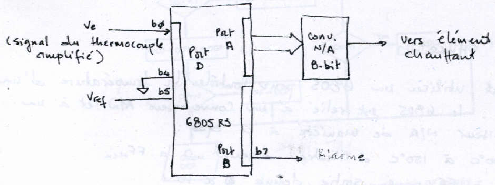 Ve
(signal du thermocouple
amplifié)
b0
b4
b5
Vref
Port
D
Port
A
6805 R3
Port
B
b7
Conv.
N/A
8-bit
vers élément
chauffant
Alarme